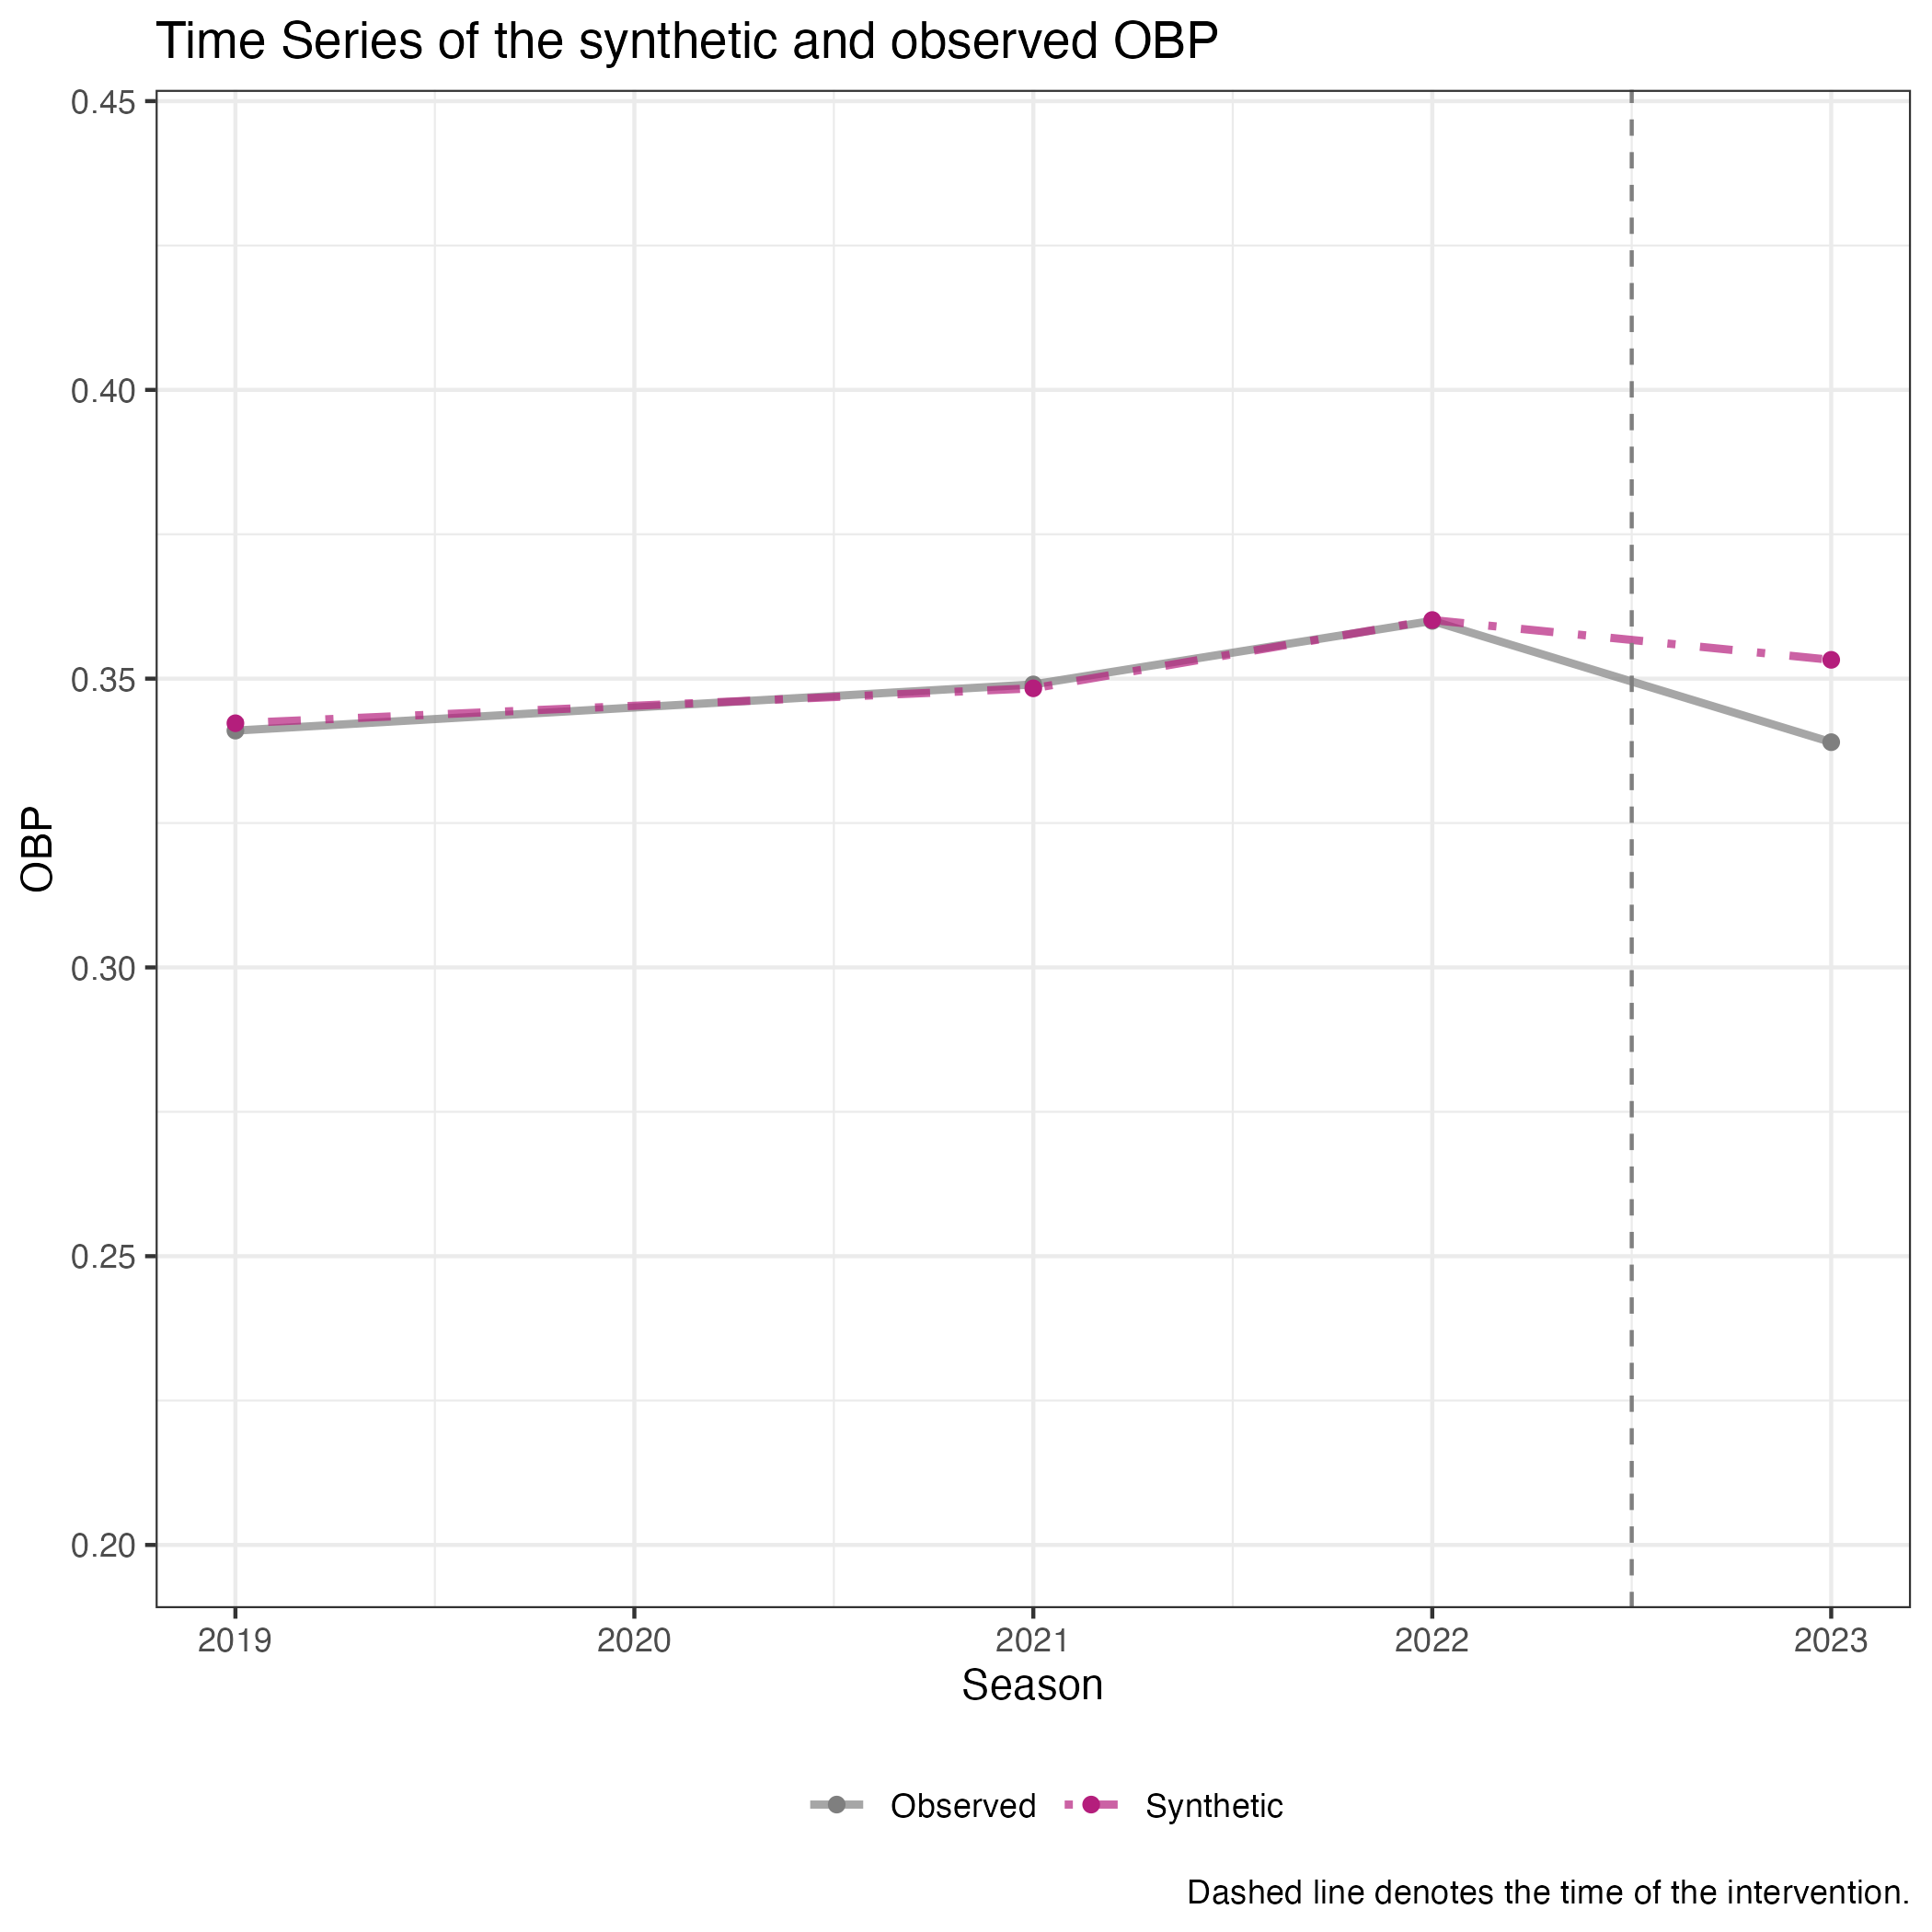 Time Series of the synthetic and observed OBP
0.45
0.40
0.35
0.30
0.25
0.20
OBP
2019 2020 2021 2022 2023
Season
Observed Synthetic
Dashed line denotes the time of the intervention.